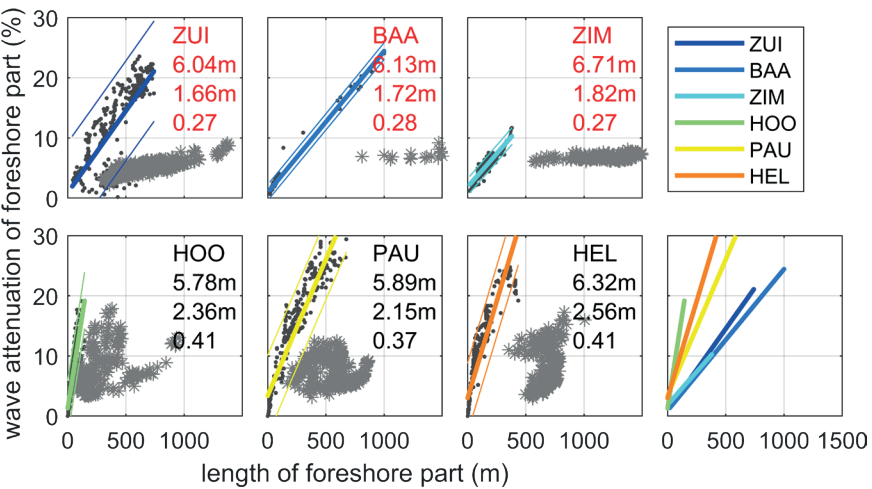 wave attenuation of foreshore part (%)
30
20
10
0
ZUI
6.04m
1.66m
0.27
BAA
6.13m
1.72m
0.28
ZIM
6.71m
1.82m
0.27
ZUI
BAA
ZIM
HOO
PAU
HEL
30
20
10
0
HOO
5.78m
2.36m
0.41
PAU
5.89m
2.15m
0.37
HEL
6.32m
2.56m
0.41
0 500 1000 0 500 1000 0 500 1000 0 500 1000 1500
length of foreshore part (m)